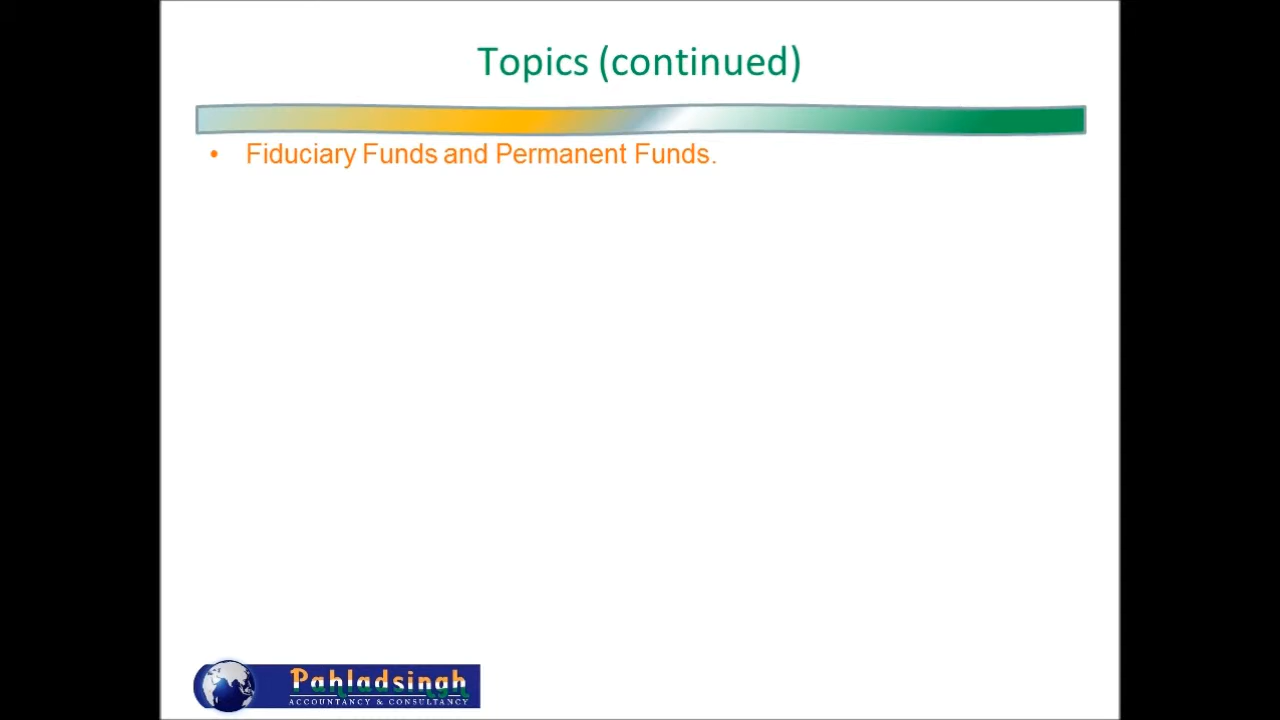 Topics (continued)
• Fiduciary Funds and Permanent Funds.
Pahladsingh
ACCOUNTANCY & CONSULTANCY